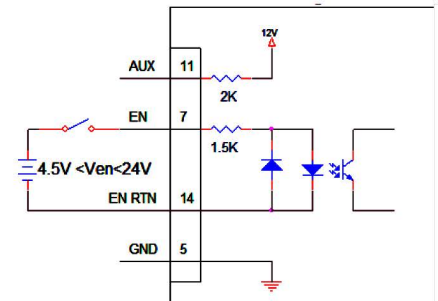 12V
AUX 11
2K
EN 7
1.5K
4.5V <Ven<24V
EN RTN 14
GND 5